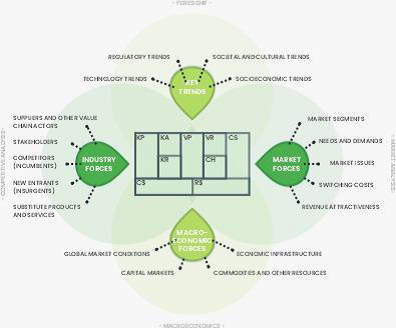 - FORESIGHT -
REGULATORY TRENDS
SOCIETAL AND CULTURAL TRENDS
TECHNOLOGY TRENDS
SOCIOECONOMIC TRENDS
KEY
TRENDS
SUPPLIERS AND OTHER VALUE
CHAIN ACTORS
STAKEHOLDERS
COMPETITORS
(INCUMBENTS)
NEW ENTRANTS
(INSURGENTS)
SUBSTITUTE PRODUCTS
AND SERVICES
- COMPETITIVE ANALYSIS -
INDUSTRY
FORCES
KP
KA
VP
VR
CS
KR
CH
C$
R$
MARKET
FORCES
MARKET SEGMENTS
NEEDS AND DEMANDS
MARKET ISSUES
SWITCHING COSTS
REVENUE ATTRACTIVENESS
- MARKET ANALYSIS -
MACRO-
ECONOMIC
FORCES
GLOBAL MARKET CONDITIONS
ECONOMIC INFRASTRUCTURE
CAPITAL MARKETS
COMMODITIES AND OTHER RESOURCES
- MACROECONOMICS -